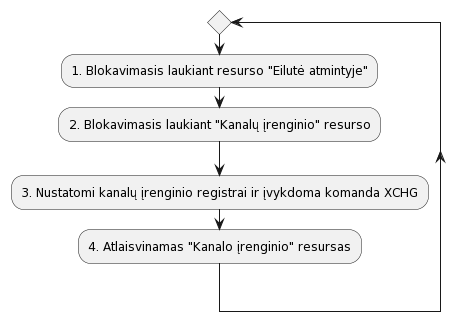 1. Blokavimasis laukiant resurso "Eilutė atmintyje"
2. Blokavimasis laukiant "Kanalų įrenginio" resurso
3. Nustatomi kanalų įrenginio registrai ir įvykdoma komanda XCHG
4. Atlaisvinamas "Kanalo įrenginio" resursas